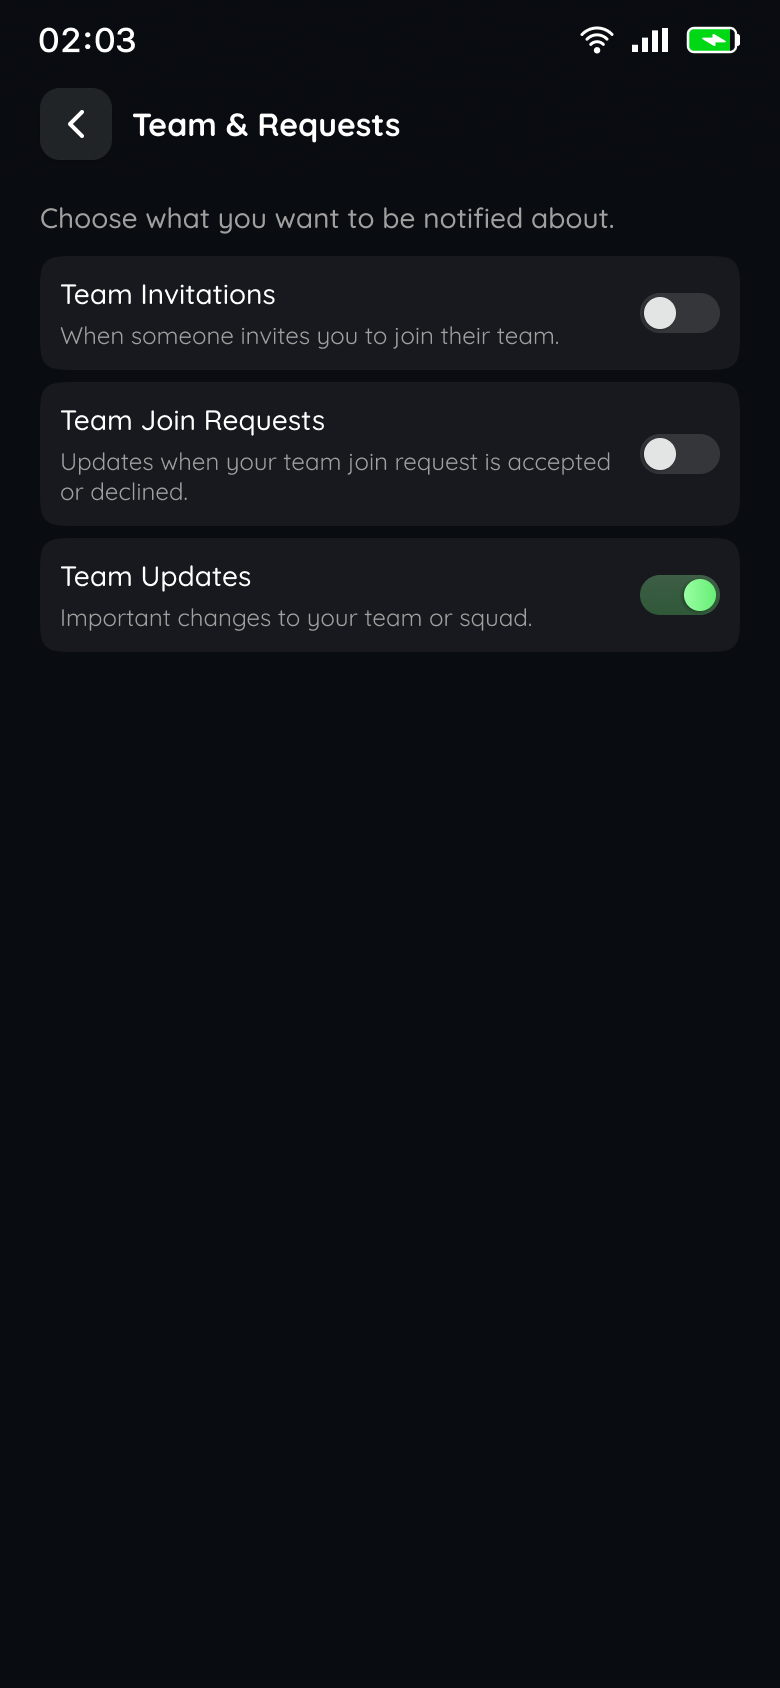 02:03
Team & Requests
Choose what you want to be notified about.
Team Invitations
When someone invites you to join their team.
Team Join Requests
Updates when your team join request is accepted
or declined.
Team Updates
Important changes to your team or squad.